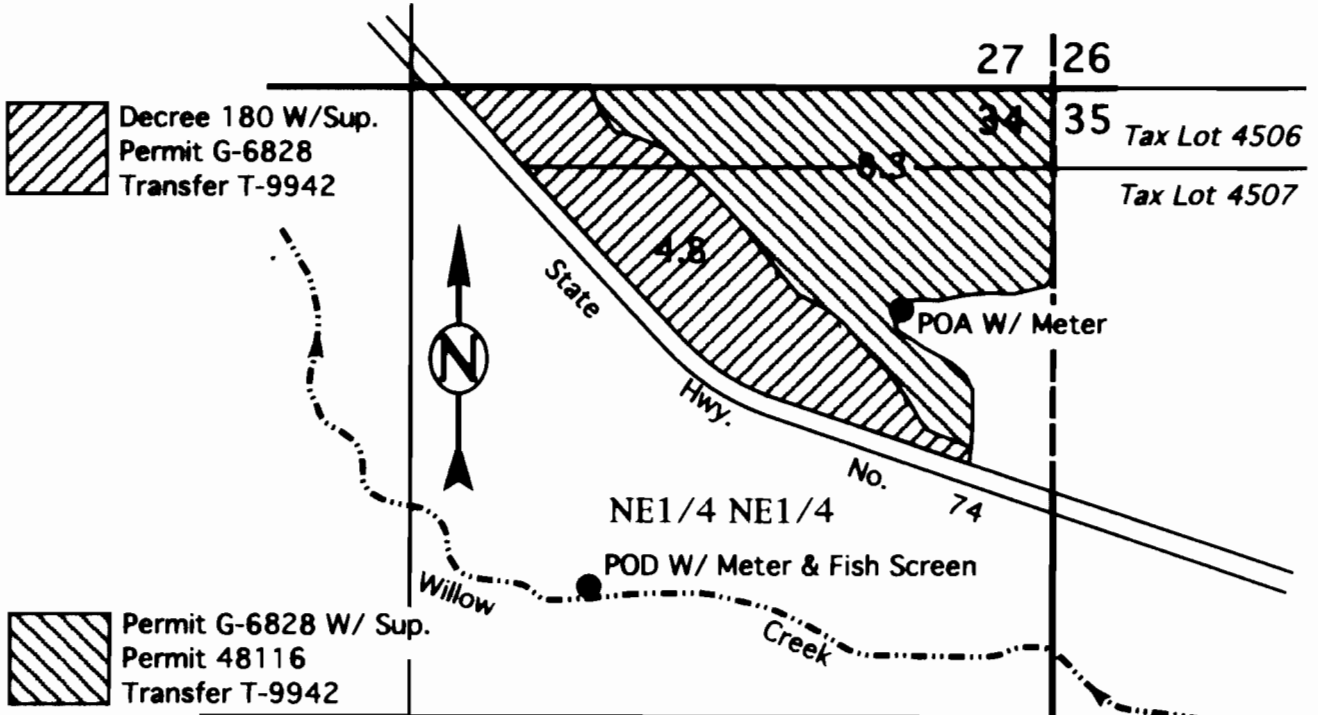 27 26
34 35
Tax Lot 4506
Tax Lot 4507
Decree 180 W/Sup.
Permit G-6828
Transfer T-9942
6.3
4.8
State
Hwy.
No.
74
N
POA W/ Meter
NE1/4 NE1/4
POD W/ Meter & Fish Screen
Willow
Creek
Permit G-6828 W/ Sup.
Permit 48116
Transfer T-9942